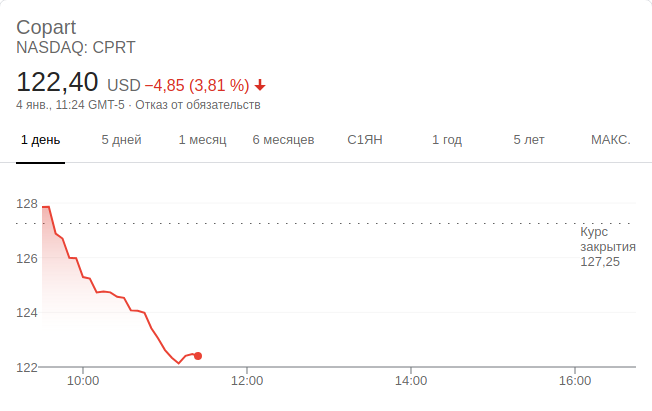 Copart
NASDAQ: CPRT
122,40 USD −4,85 (3,81 %)
4 янв., 11:24 GMT-5 · Отказ от обязательств
1 день 5 дней 1 месяц 6 месяцев С1ЯН 1 год 5 лет МАКС.
128
Курс
закрытия
127,25
126
124
122
10:00 12:00 14:00 16:00